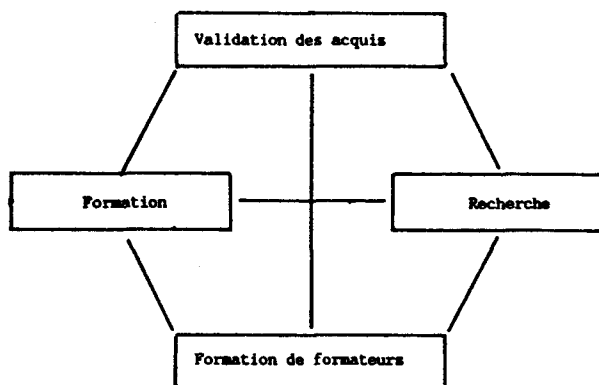 Validation des acquis
Formation
Recherche
Formation de formateurs